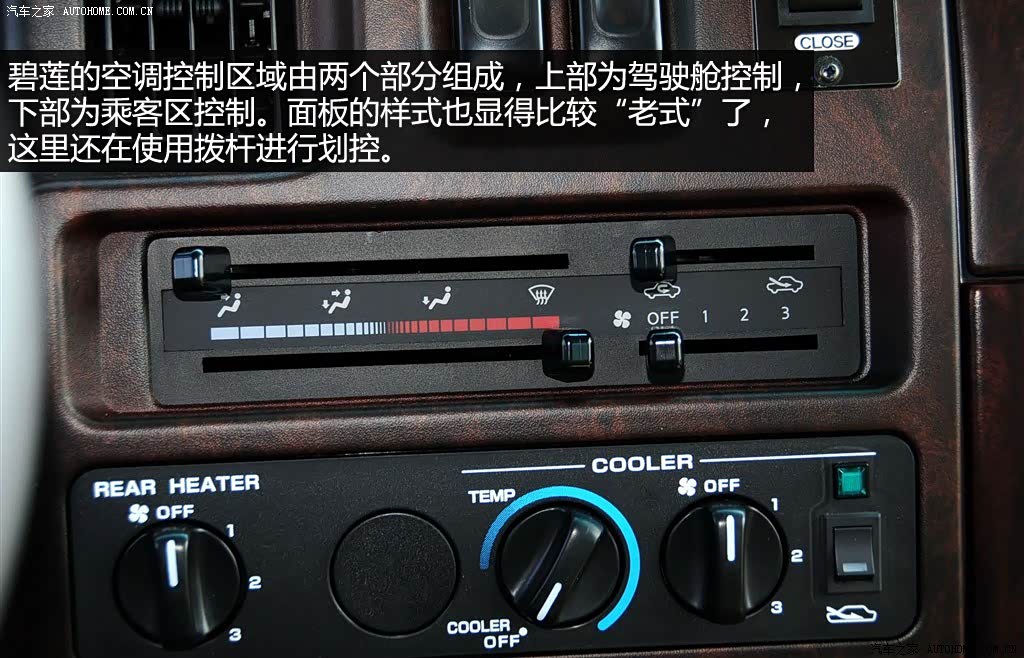 汽车之家 AUTOHOME.COM.CN
CLOSE
碧莲的空调控制区域由两个部分组成，上部为驾驶舱控制，
下部为乘客区控制。面板的样式也显得比较“老式”了，
这里还在使用拨杆进行划控。
OFF 1 2 3
COOLER
REAR HEATER
OFF 1 2 3
TEMP
COOLER
OFF
OFF 1 2 3
汽车之家 AUTOHOME.COM.CN